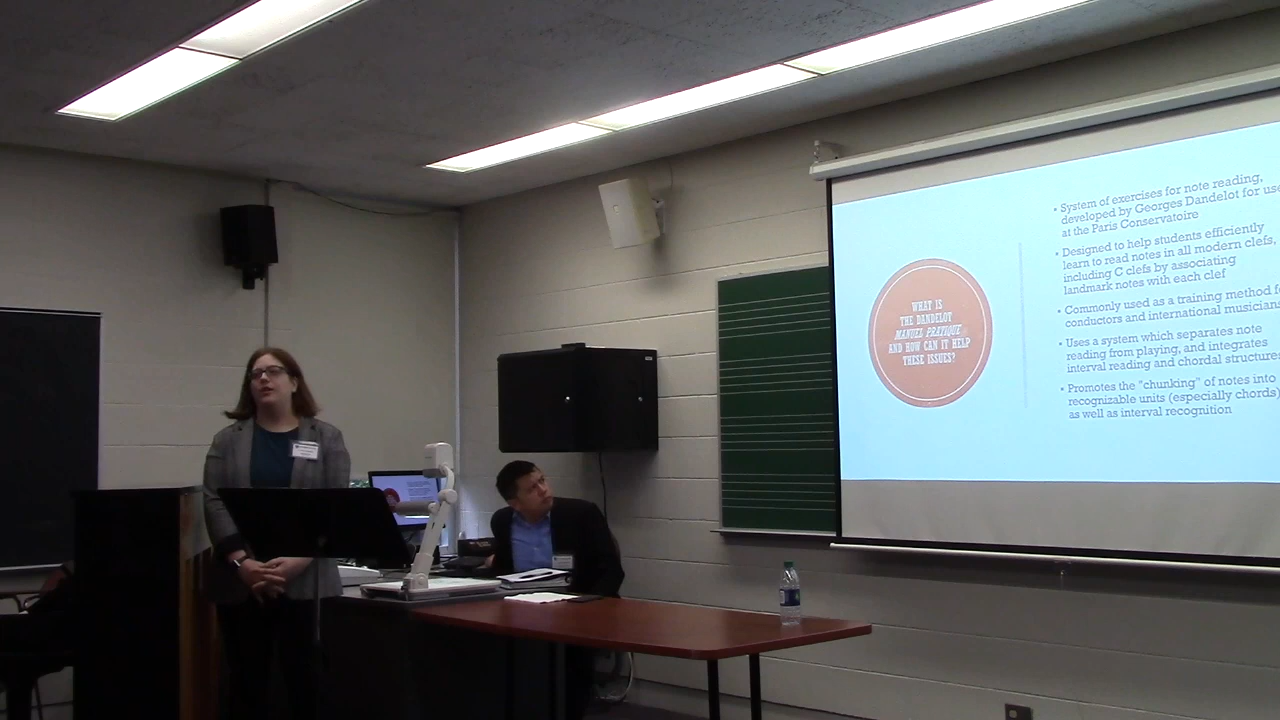 WHAT IS
THE DANDELOT
MANUEL PRATIQUE
AND HOW CAN IT HELP
THESE ISSUES?
▪ System of exercises for note reading,
developed by Georges Dandelot for use
at the Paris Conservatoire
▪ Designed to help students efficiently
learn to read notes in all modern clefs,
including C clefs by associating
landmark notes with each clef
▪ Commonly used as a training method
conductors and international musicians
▪ Uses a system which separates note
reading from playing, and integrates
interval reading and chordal structures
▪ Promotes the "chunking" of notes into
recognizable units (especially chords)
as well as interval recognition